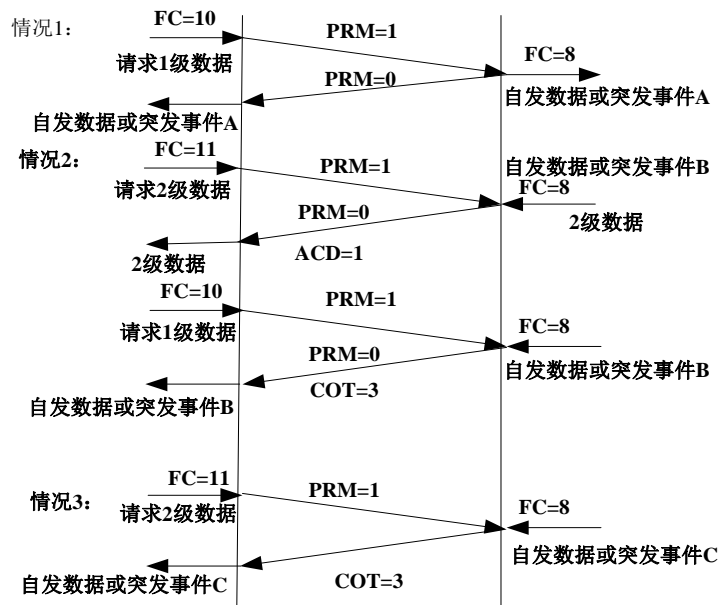 情况1：
FC=10
PRM=1
FC=8
请求1级数据
PRM=0
自发数据或突发事件A
自发数据或突发事件A
情况2：
FC=11
PRM=1
自发数据或突发事件B
请求2级数据
FC=8
PRM=0
2级数据
2级数据
ACD=1
FC=10
PRM=1
请求1级数据
FC=8
PRM=0
自发数据或突发事件B
自发数据或突发事件B
COT=3
情况3：
FC=11
PRM=1
请求2级数据
FC=8
自发数据或突发事件C
自发数据或突发事件C
COT=3